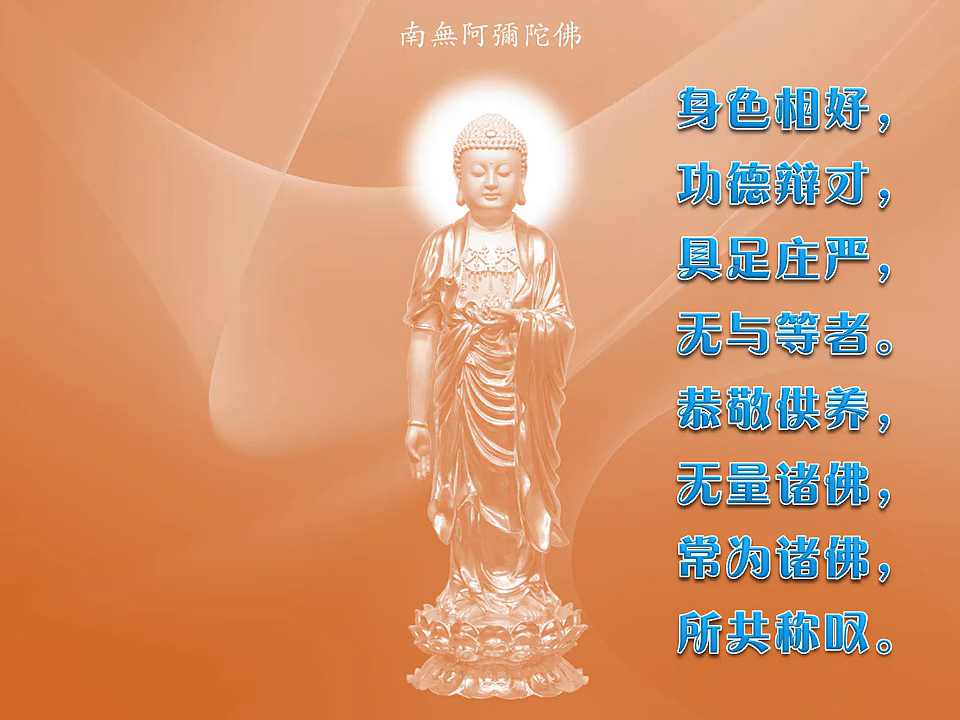 南無阿彌陀佛
身色相好，
功德辩才，
具足庄严，
无与等者。
恭敬供养，
无量诸佛，
常为诸佛，
所共称叹。